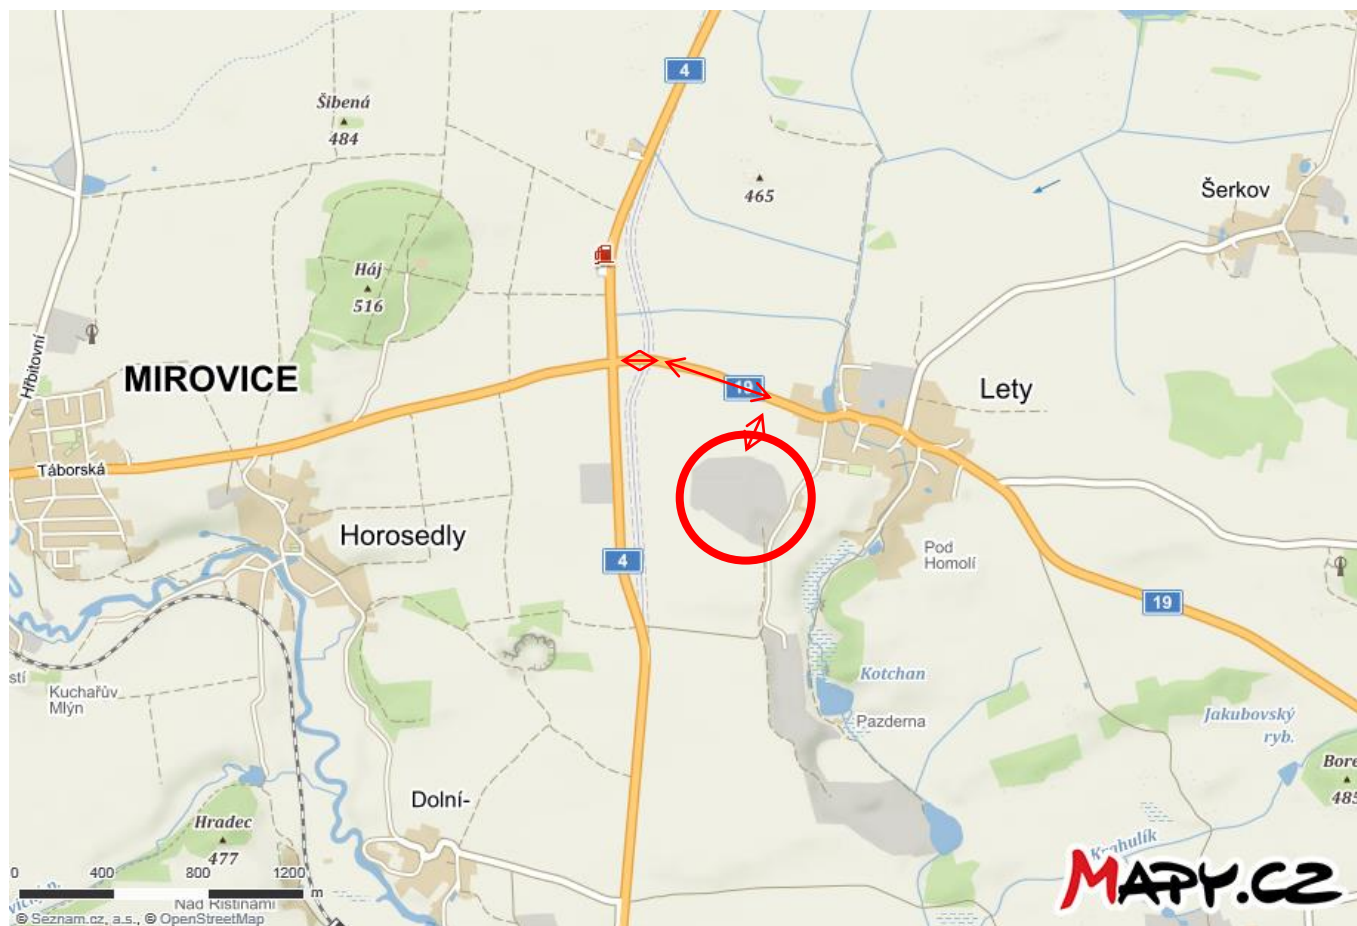 4
Šibená
484
465
Šerkov
Háj
516
Hřbitovní
MIROVICE
19
Lety
Táborská
Horosedly
4
Pod
Homolí
19
Kotchan
Kuchařův
Mlýn
Pazderna
Jakubovský
ryb.
Bore
485
Dolní-
Hradec
477
Krahulík
0 400 800 1200 m
Nad Ristinami
© Seznam.cz, a.s., © OpenStreetMap
MAPY.CZ